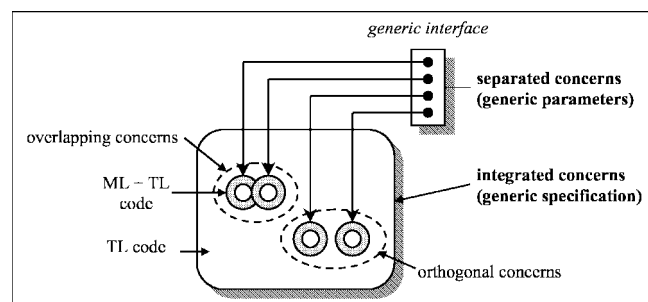 generic interface
separated concerns
(generic parameters)
overlapping concerns
ML − TL
code
integrated concerns
(generic specification)
TL code
orthogonal concerns